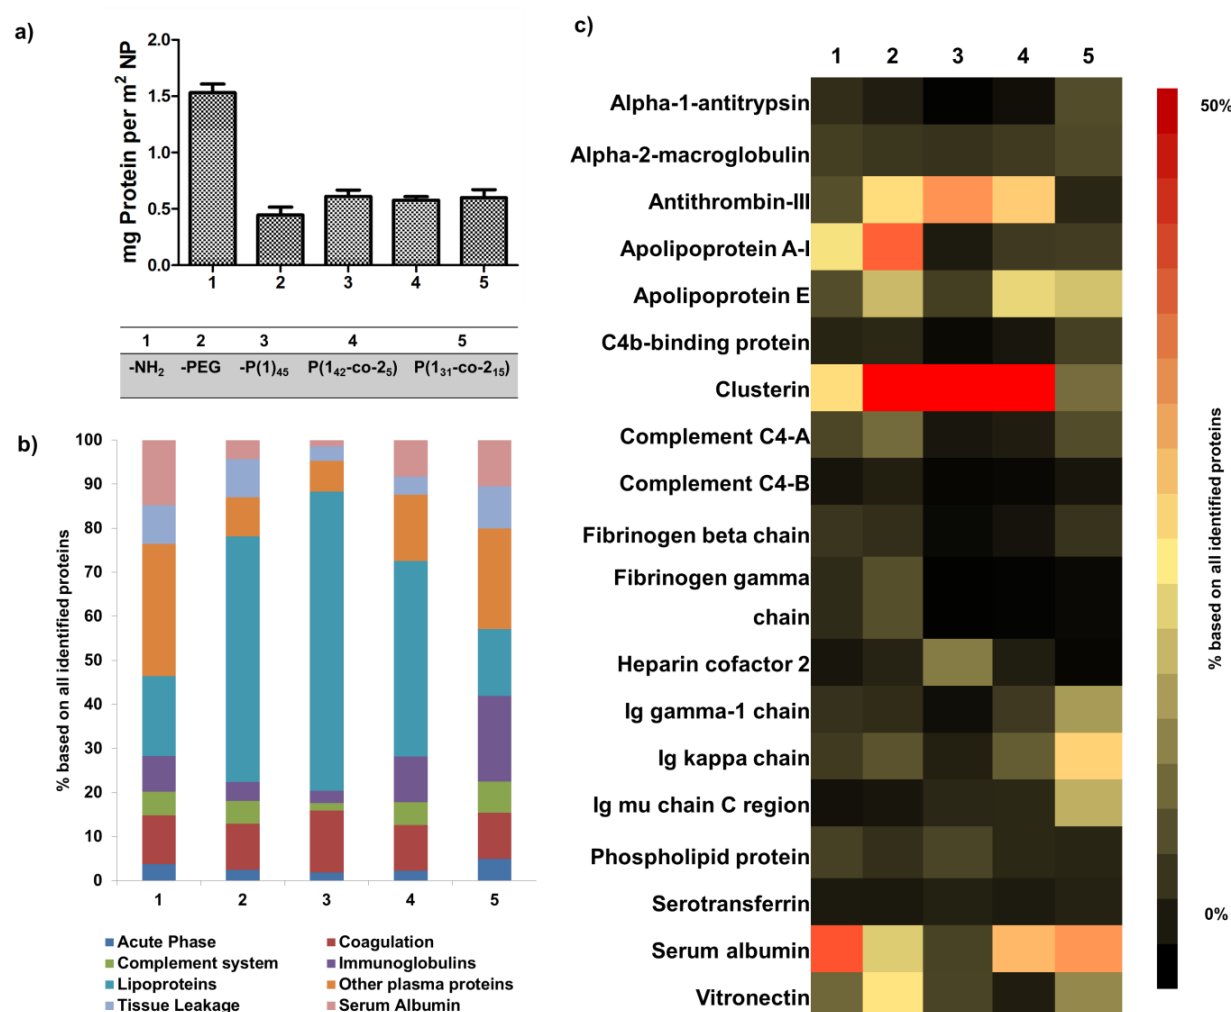 a)
mg Protein per m² NP
2.0
1.5
1.0
0.5
0.0
1 2 3 4 5
1 2 3 4 5
-NH₂ -PEG -P(1)₄₅ P(1₄₂-co-2₅) P(1₃₁-co-2₁₅)
b)
% based on all identified proteins
100
90
80
70
60
50
40
30
20
10
0
1 2 3 4 5
Acute Phase Coagulation
Complement system Immunoglobulins
Lipoproteins Other plasma proteins
Tissue Leakage Serum Albumin
c)
1 2 3 4 5
Alpha-1-antitrypsin
Alpha-2-macroglobulin
Antithrombin-III
Apolipoprotein A-I
Apolipoprotein E
C4b-binding protein
Clusterin
Complement C4-A
Complement C4-B
Fibrinogen beta chain
Fibrinogen gamma
chain
Heparin cofactor 2
Ig gamma-1 chain
Ig kappa chain
Ig mu chain C region
Phospholipid protein
Serotransferrin
Serum albumin
Vitronectin
50%
% based on all identified proteins
0%